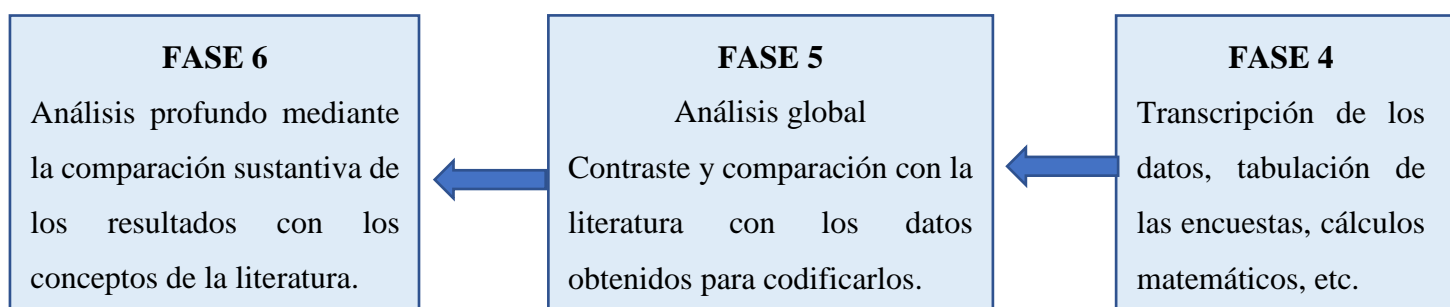 FASE 6
Análisis profundo mediante
la comparación sustantiva de
los resultados con los
conceptos de la literatura.
FASE 5
Análisis global
Contraste y comparación con la
literatura con los datos
obtenidos para codificarlos.
FASE 4
Transcripción de los
datos, tabulación de
las encuestas, cálculos
matemáticos, etc.